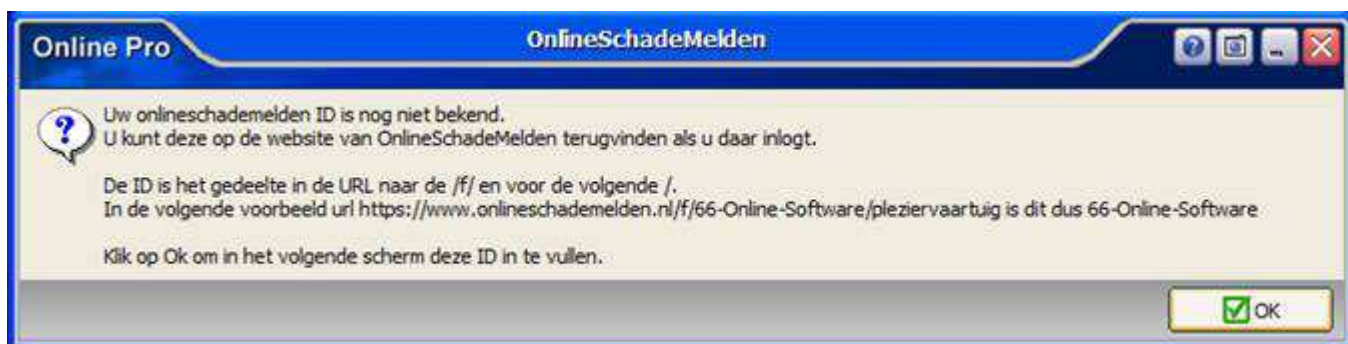 Online Pro
OnlineSchadeMelden
Uw onlineschademelden ID is nog niet bekend.
U kunt deze op de website van OnlineSchadeMelden terugvinden als u daar inlogt.
De ID is het gedeelte in de URL naar de /f/ en voor de volgende /.
In de volgende voorbeeld url https://www.onlineschademelden.nl/f/66-Online-Software/pleziervaartuig is dit dus 66-Online-Software
Klik op Ok om in het volgende scherm deze ID in te vullen.
OK